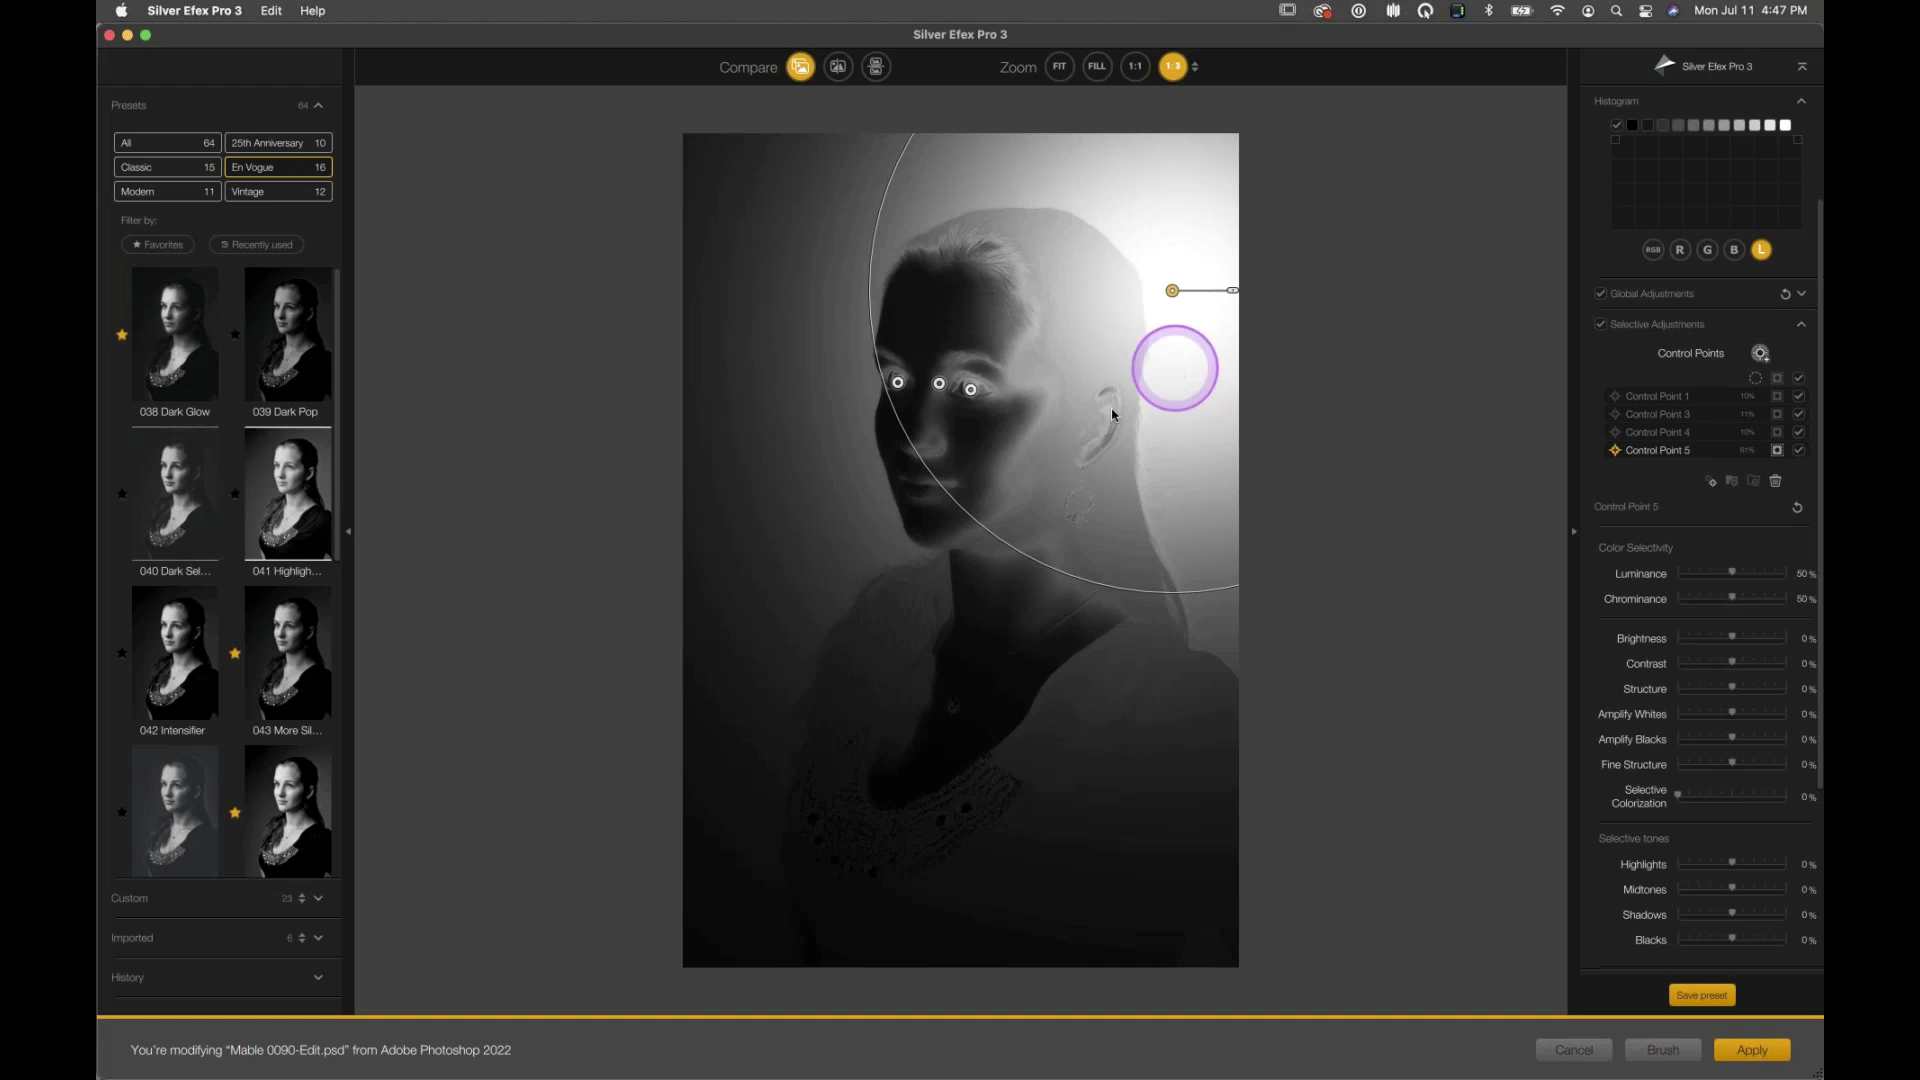 Silver Efex Pro 3 Edit Help
Mon Jul 11 4:47 PM
Silver Efex Pro 3
Compare
Zoom FIT FILL 1:1 1:3
Silver Efex Pro 3
Presets 64
All 64
25th Anniversary 10
Classic 15
En Vogue 16
Modern 11
Vintage 12
Filter by:
Favorites
Recently used
038 Dark Glow
039 Dark Pop
040 Dark Sel...
041 Highligh...
042 Intensifier
043 More Sil...
Custom 23
Imported 6
History
Histogram
RGB R G B L
Global Adjustments
Selective Adjustments
Control Points
Control Point 1 10%
Control Point 3 11%
Control Point 4 10%
Control Point 5 61%
Control Point 5
Color Selectivity
Luminance 50 %
Chrominance 50 %
Brightness 0 %
Contrast 0 %
Structure 0 %
Amplify Whites 0 %
Amplify Blacks 0 %
Fine Structure 0 %
Selective
Colorization 0 %
Selective tones
Highlights 0 %
Midtones 0 %
Shadows 0 %
Blacks 0 %
Save preset
You're modifying “Mable 0090-Edit.psd” from Adobe Photoshop 2022
Cancel
Brush
Apply